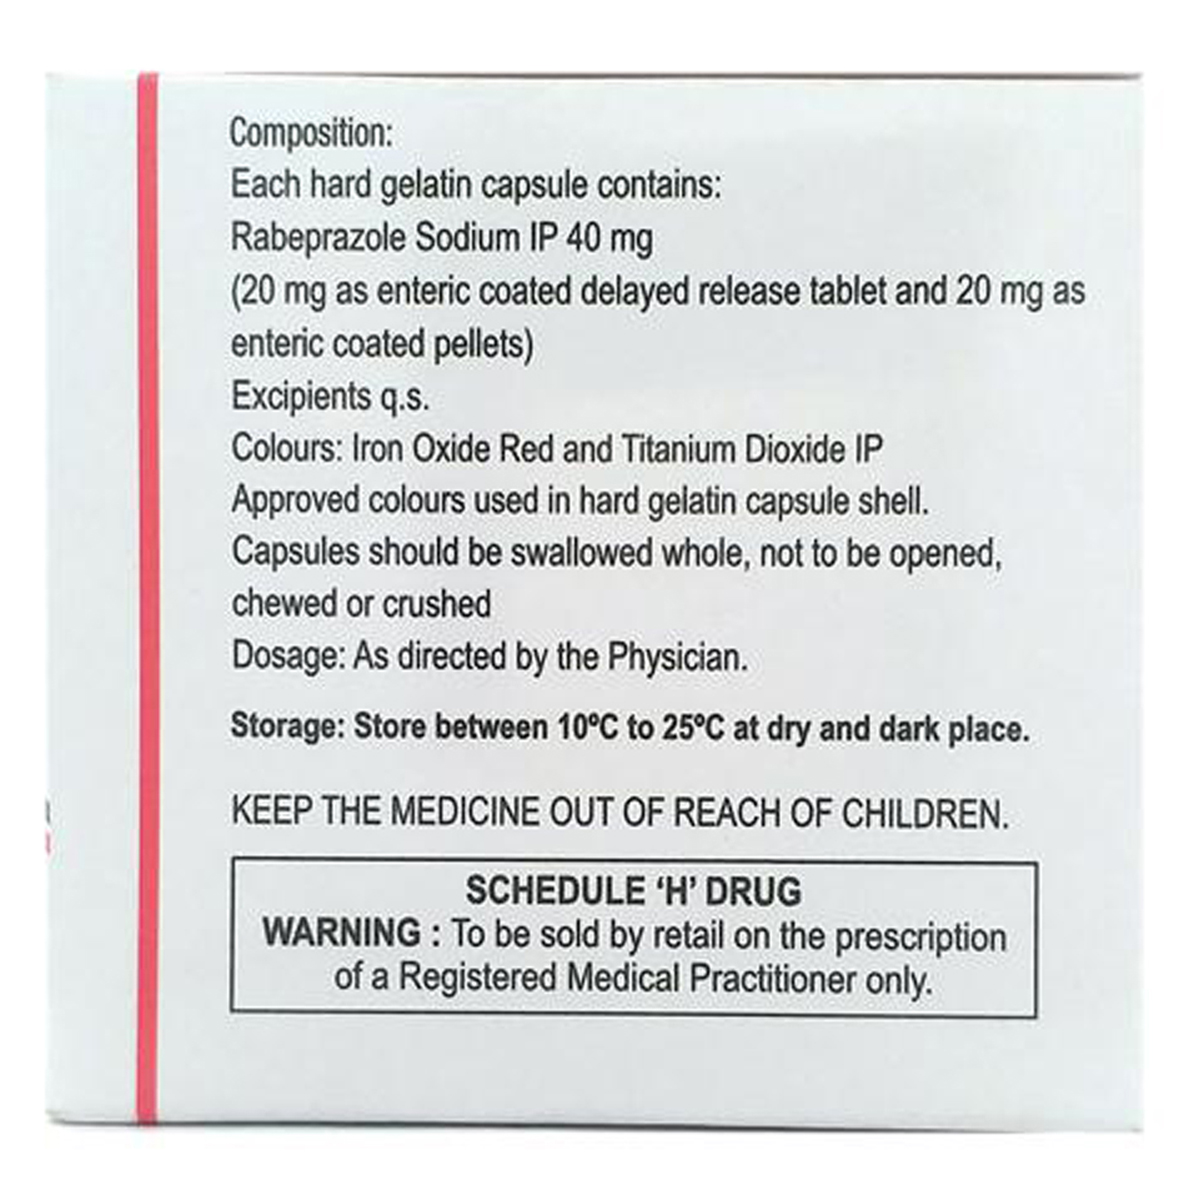 Composition:
Each hard gelatin capsule contains:
Rabeprazole Sodium IP 40 mg
(20 mg as enteric coated delayed release tablet and 20 mg as
enteric coated pellets)
Excipients q.s.
Colours: Iron Oxide Red and Titanium Dioxide IP
Approved colours used in hard gelatin capsule shell.
Capsules should be swallowed whole, not to be opened,
chewed or crushed
Dosage: As directed by the Physician.
Storage: Store between 10ºC to 25ºC at dry and dark place.
KEEP THE MEDICINE OUT OF REACH OF CHILDREN.
SCHEDULE ‘H’ DRUG
WARNING : To be sold by retail on the prescription
of a Registered Medical Practitioner only.